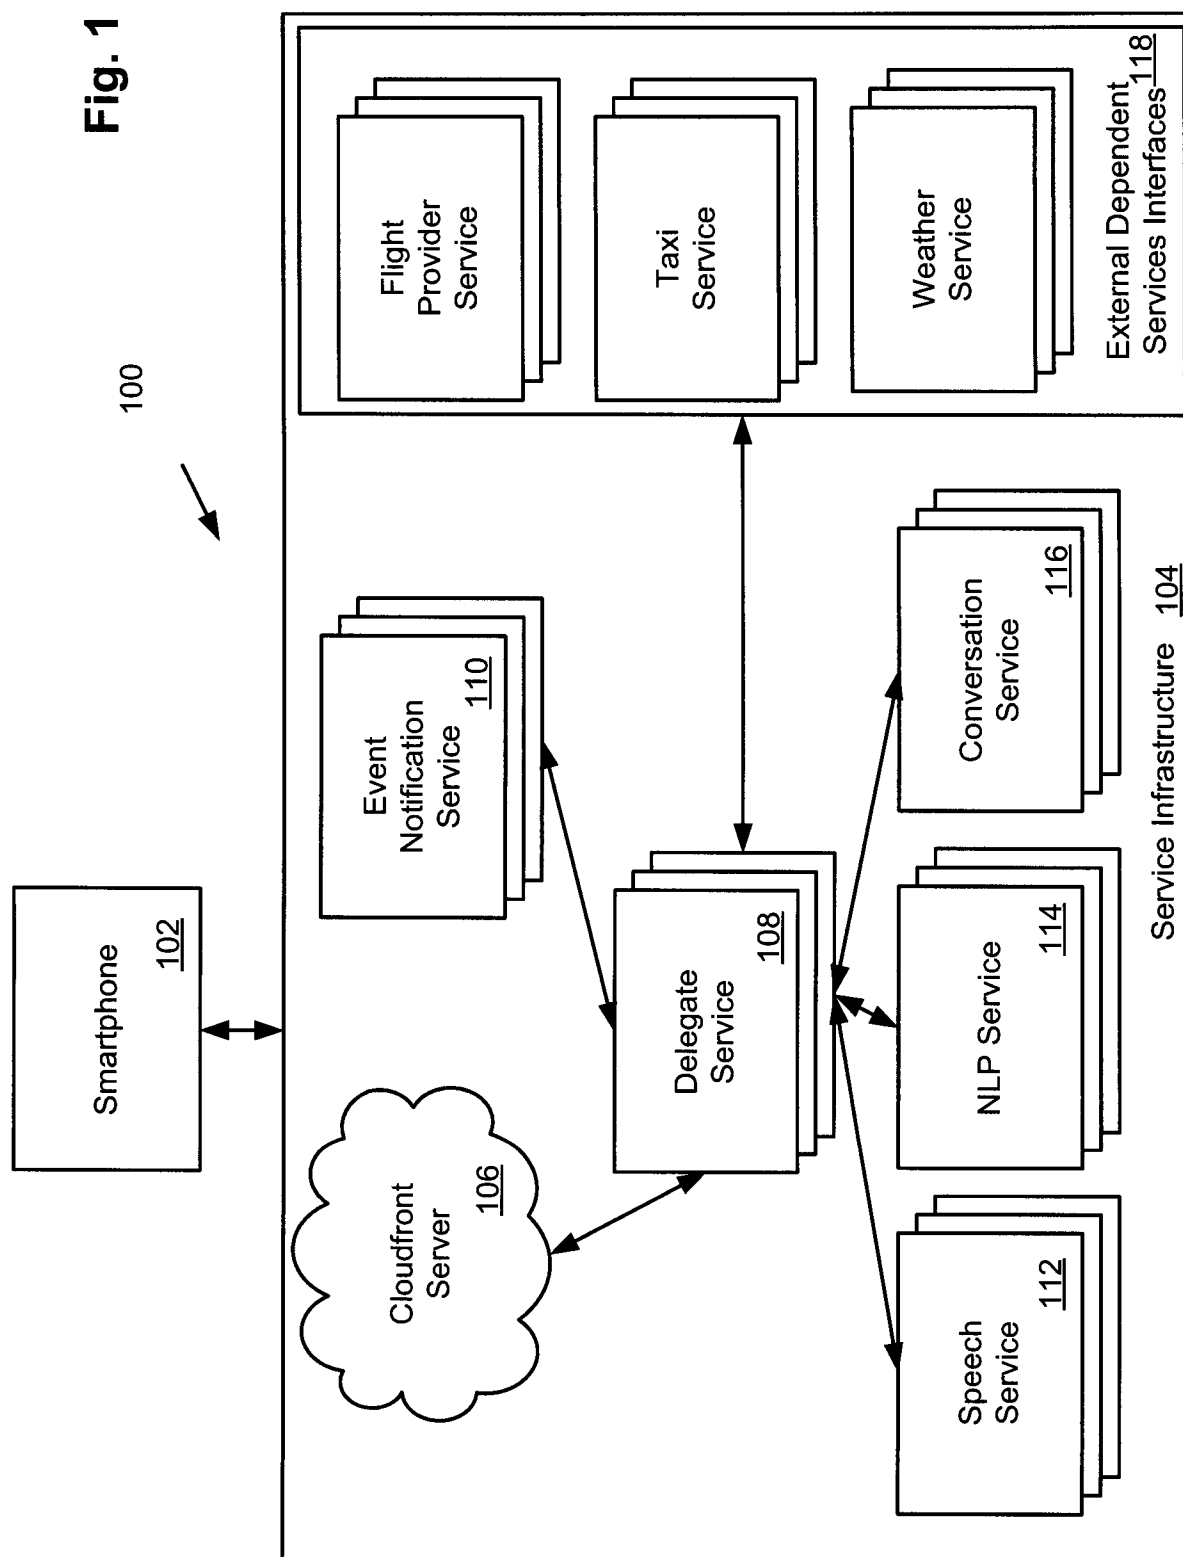 Fig. 1
100
Smartphone
102
Cloudfront
Server
106
Event
Notification
Service
110
Delegate
Service
108
Speech
Service
112
NLP Service
114
Conversation
Service
116
Service Infrastructure 104
Flight
Provider
Service
Taxi
Service
Weather
Service
External Dependent
Services Interfaces 118